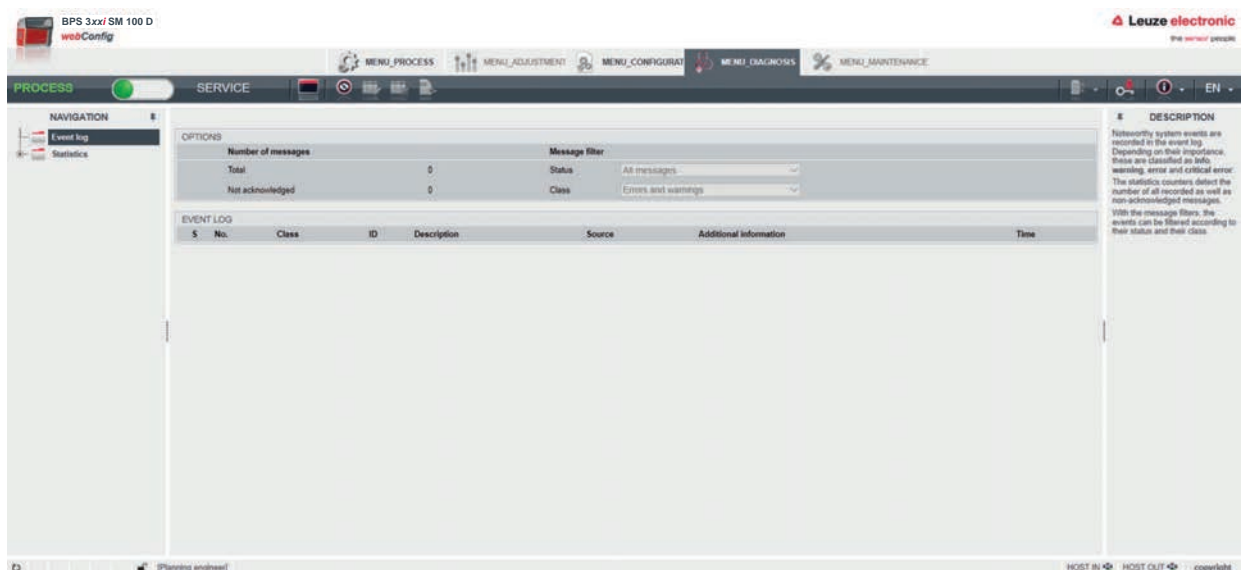 BPS 3xxi SM 100 D
webConfig
Leuze electronic
the sensor people
MENU_PROCESS
MENU_ADJUSTMENT
MENU_CONFIGURAT
MENU_DIAGNOSIS
MENU_MAINTENANCE
PROCESS
SERVICE
EN
NAVIGATION
Event log
Statistics
OPTIONS
Number of messages
Message filter
Total 0 Status All messages
Not acknowledged 0 Class Errors and warnings
EVENT LOG
S No. Class ID Description Source Additional information Time
DESCRIPTION
Noteworthy system events are
recorded in the event log.
Depending on their importance,
these are classified as Info,
warning, error and critical error.
The statistics counters detect the
number of all recorded as well as
non-acknowledged messages.
With the message filters, the
events can be filtered according to
their status and their class.
[Planning engineer]
HOST IN HOST OUT copyright